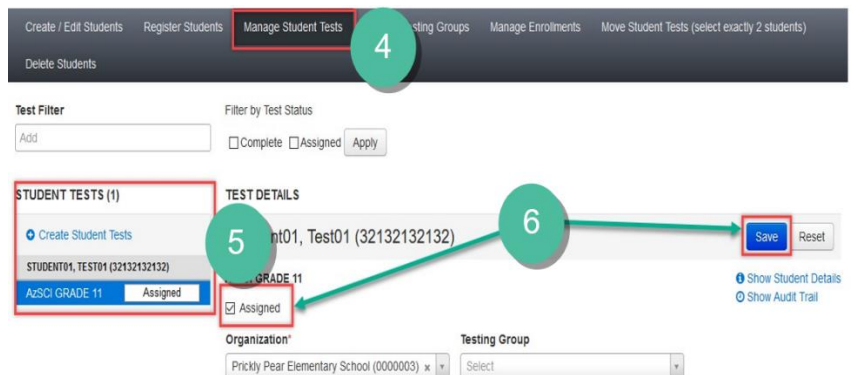 Create / Edit Students Register Students Manage Student Tests sting Groups Manage Enrollments Move Student Tests (select exactly 2 students)
4
Delete Students
Test Filter Filter by Test Status
Add Complete Assigned Apply
STUDENT TESTS (1) TEST DETAILS
Create Student Tests 5 nt01, Test01 (32132132132) 6 Save Reset
STUDENT01, TEST01 (32132132132) GRADE 11 Show Student Details
AzSCI GRADE 11 Assigned Assigned Show Audit Trail
Organization* Testing Group
Prickly Pear Elementary School (0000003) x Select